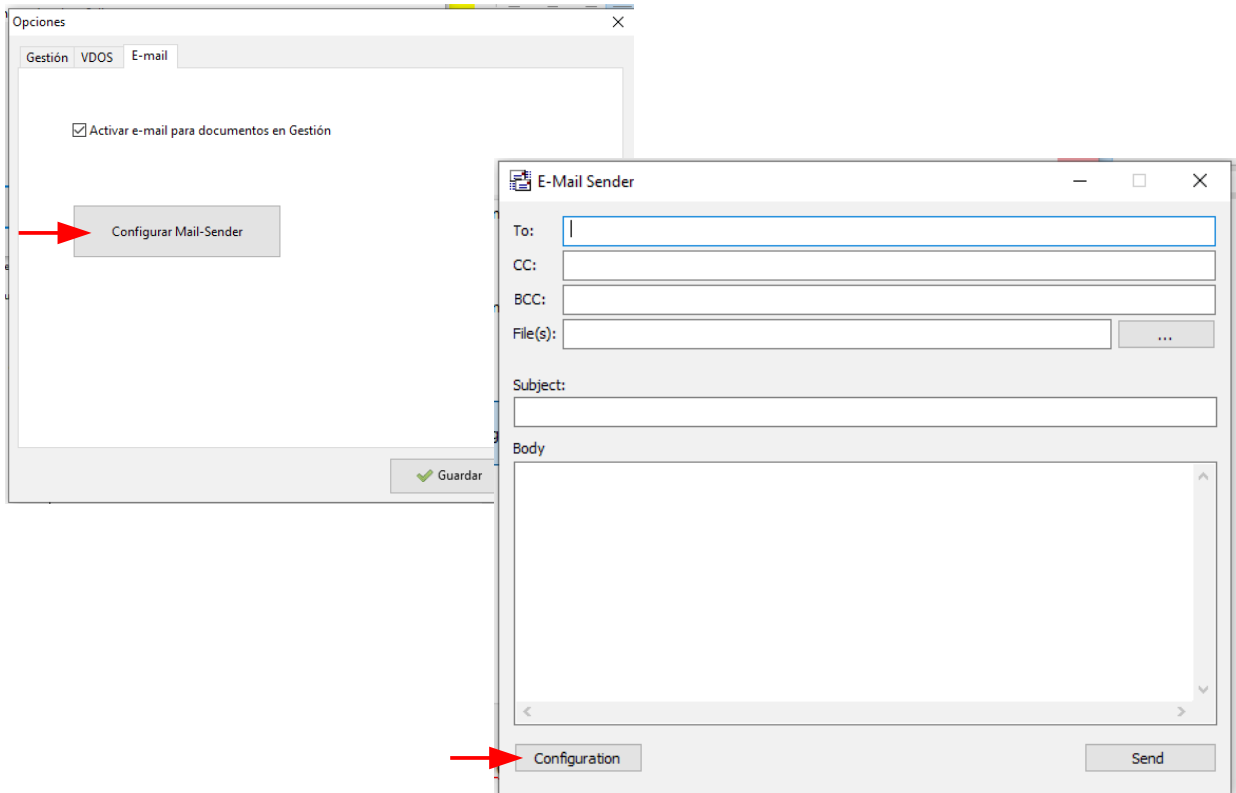 Opciones
Gestión VDOS E-mail
Activar e-mail para documentos en Gestión
Configurar Mail-Sender
Guardar
E-Mail Sender
To:
CC:
BCC:
File(s):
...
Subject:
Body
Configuration Send